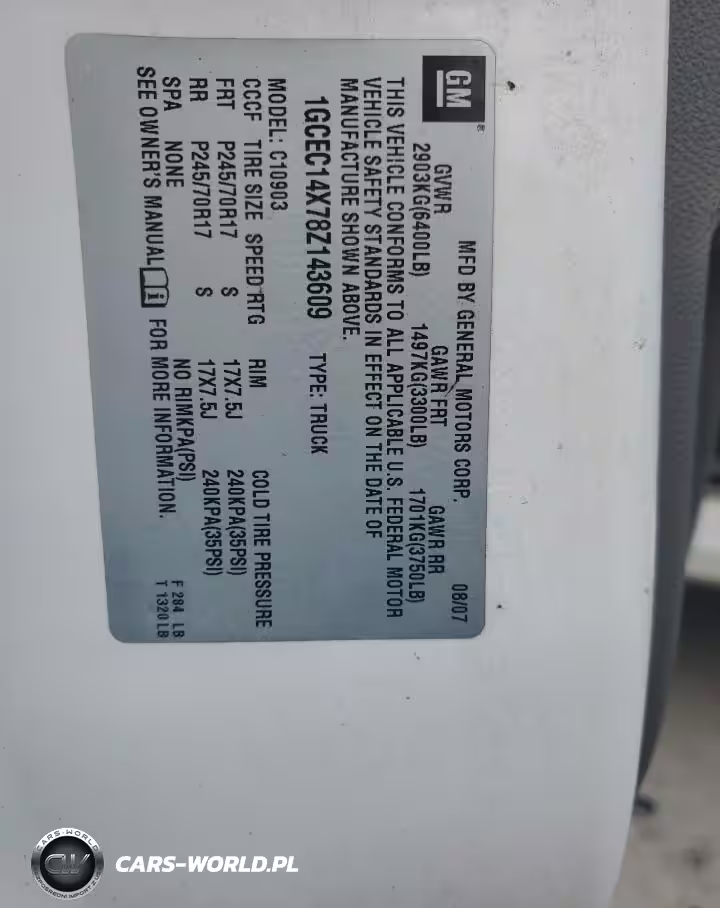 GM
®
MFD BY GENERAL MOTORS CORP. 08/07
GVWR GAWR FRT GAWR RR
2903KG(6400LB) 1497KG(3300LB) 1701KG(3750LB)
THIS VEHICLE CONFORMS TO ALL APPLICABLE U.S. FEDERAL MOTOR
VEHICLE SAFETY STANDARDS IN EFFECT ON THE DATE OF
MANUFACTURE SHOWN ABOVE.
1GCEC14X78Z143609 TYPE: TRUCK
MODEL: C10903
CCCF TIRE SIZE SPEED RTG RIM COLD TIRE PRESSURE
FRT P245/70R17 S 17X7.5J 240KPA(35PSI)
RR P245/70R17 S 17X7.5J 240KPA(35PSI)
SPA NONE NO RIMKPA(PSI)
SEE OWNER'S MANUAL FOR MORE INFORMATION.
F 284 LB
T 1320 LB
CARS-WORLD
CW
CARS-WORLD.PL